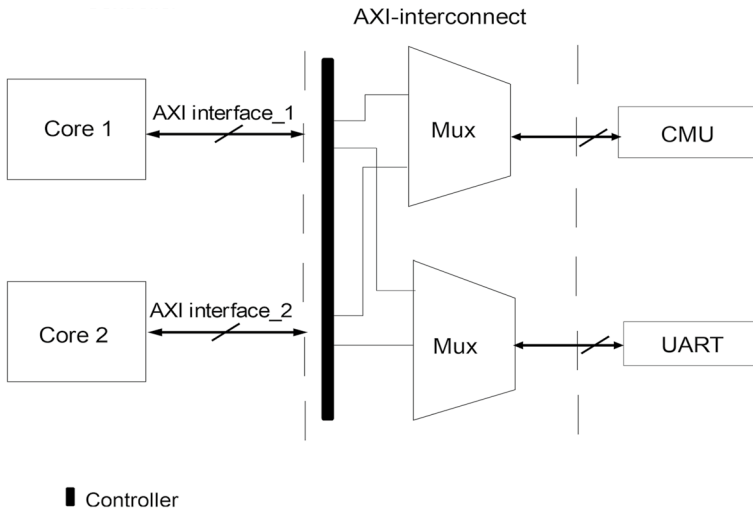 AXI-interconnect
Core 1
AXI interface_1
Mux
CMU
Core 2
AXI interface_2
Mux
UART
Controller